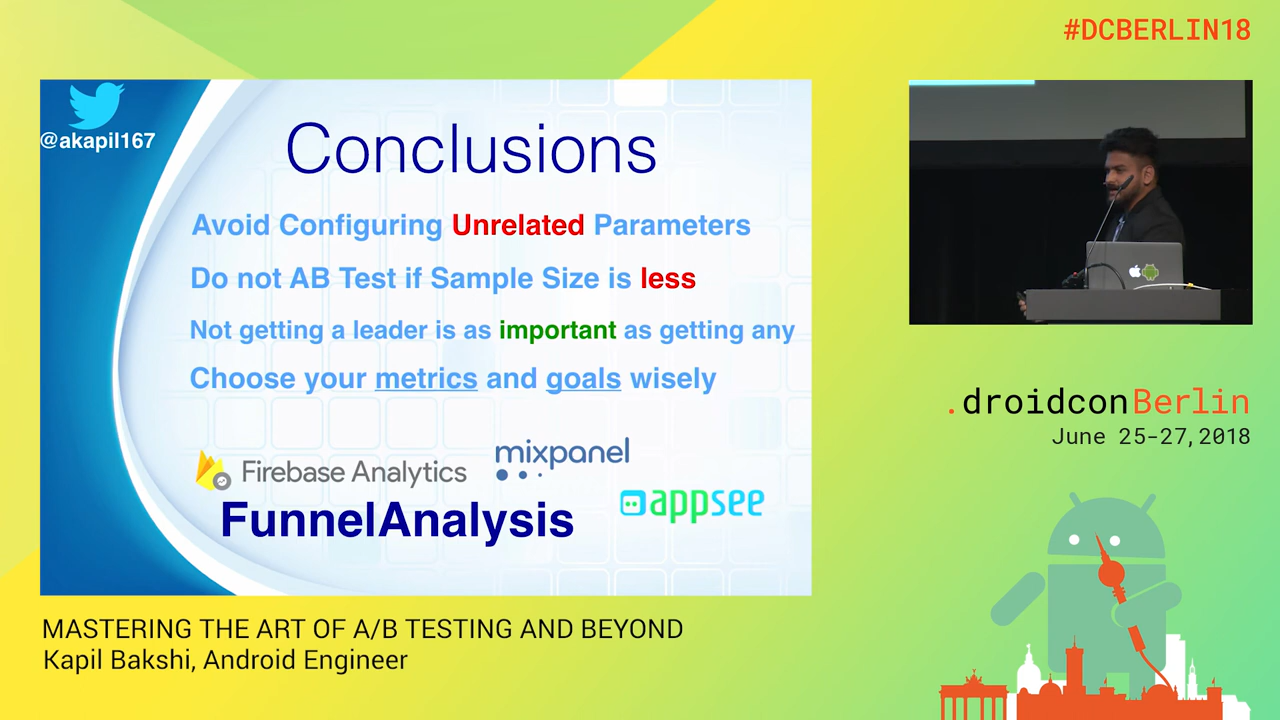 #DCBERLIN18
@akapil167
Conclusions
Avoid Configuring Unrelated Parameters
Do not AB Test if Sample Size is less
Not getting a leader is as important as getting any
Choose your metrics and goals wisely
mixpanel
Firebase Analytics
appsee
FunnelAnalysis
.droidconBerlin
June 25-27,2018
MASTERING THE ART OF A/B TESTING AND BEYOND
Kapil Bakshi, Android Engineer